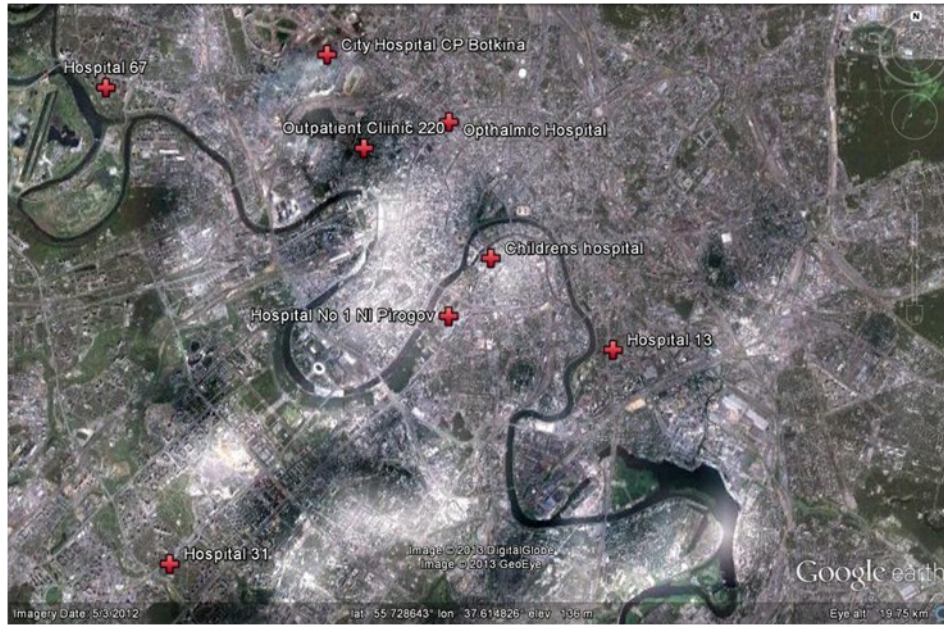 N
City Hospital CP Botkina
Hospital 67
Outpatient Cliinic 220
Opthalmic Hospital
Childrens hospital
Hospital No 1 NI Pirogov
Hospital 13
Hospital 31
Image © 2013 DigitalGlobe
Image © 2013 GeoEye
Google earth
Imagery Date: 5/3/2012 lat 55.728643° lon 37.614826° elev 136 m Eye alt 19.75 km